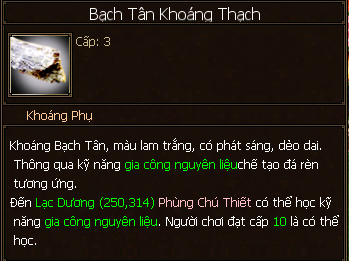 Bạch Tân Khoáng Thạch
Cấp: 3
Khoáng Phụ
Khoáng Bạch Tân, màu lam trắng, có phát sáng, dẻo dai.
Thông qua kỹ năng gia công nguyên liệuchế tạo đá rèn
tương ứng.
Đến Lạc Dương (250,314) Phùng Chú Thiết có thể học kỹ
năng gia công nguyên liệu. Người chơi đạt cấp 10 là có thể
học.